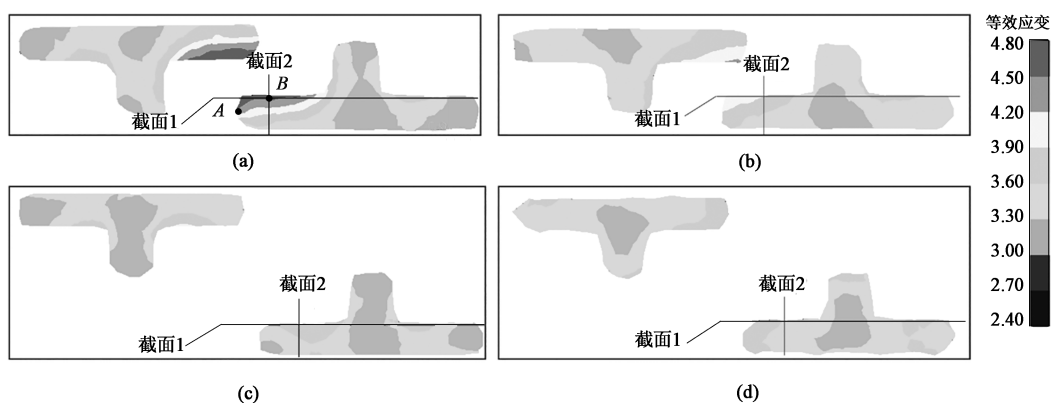 等效应变
4.80
4.50
4.20
3.90
3.60
3.30
3.00
2.70
2.40
截面2
B
A
截面1
(a)
截面2
截面1
(b)
截面2
截面1
(c)
截面2
截面1
(d)